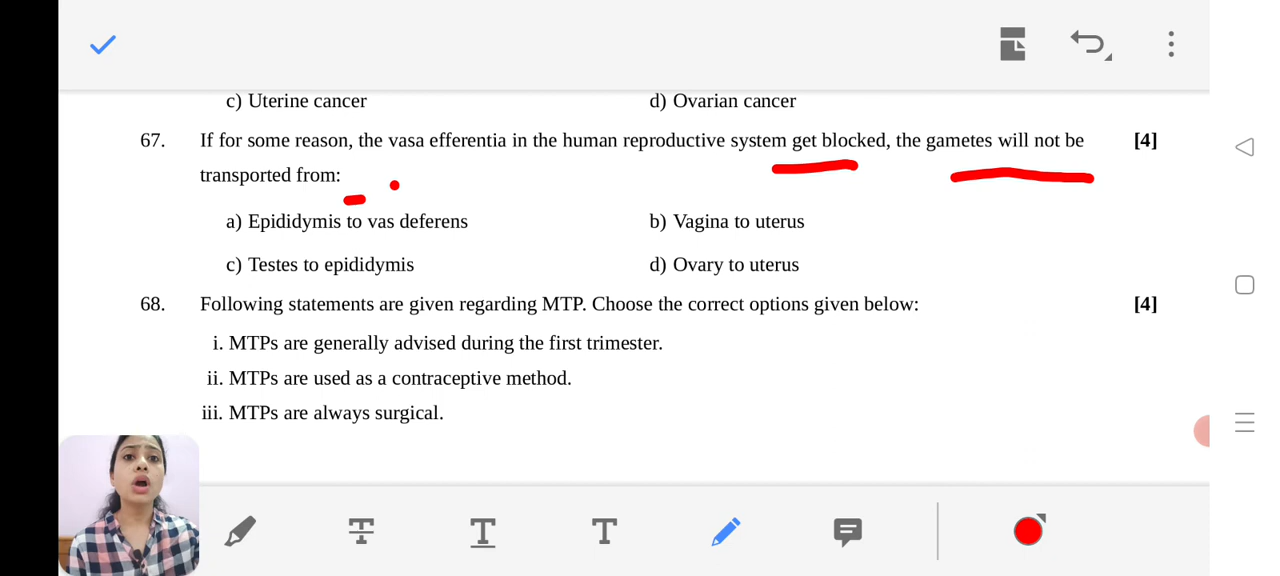 c) Uterine cancer d) Ovarian cancer
67. If for some reason, the vasa efferentia in the human reproductive system get blocked, the gametes will not be [4]
transported from:
a) Epididymis to vas deferens b) Vagina to uterus
c) Testes to epididymis d) Ovary to uterus
68. Following statements are given regarding MTP. Choose the correct options given below: [4]
i. MTPs are generally advised during the first trimester.
ii. MTPs are used as a contraceptive method.
iii. MTPs are always surgical.